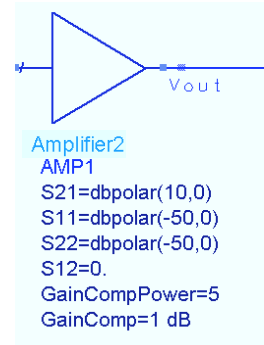 Vout
Amplifier2
AMP1
S21=dbpolar(10,0)
S11=dbpolar(-50,0)
S22=dbpolar(-50,0)
S12=0.
GainCompPower=5
GainComp=1 dB